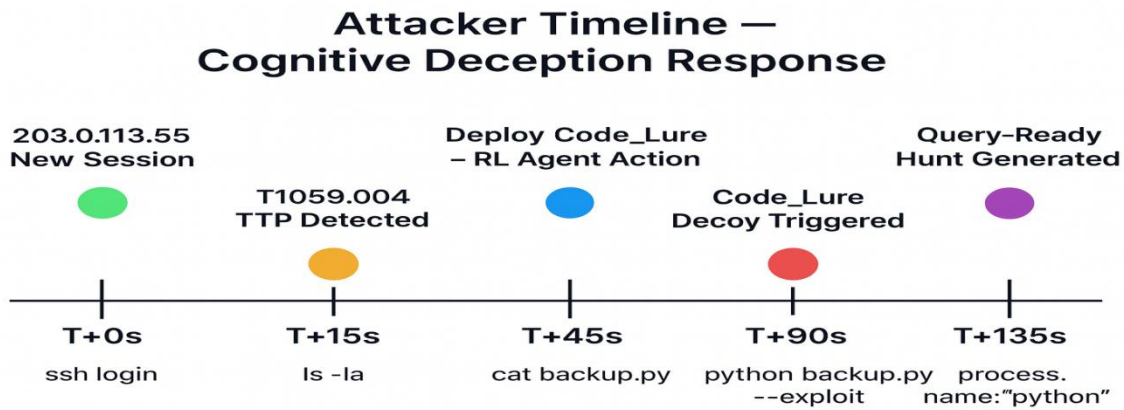 Attacker Timeline —
Cognitive Deception Response
203.0.113.55
New Session
T1059.004
TTP Detected
Deploy Code_Lure
– RL Agent Action
Code_Lure
Decoy Triggered
Query-Ready
Hunt Generated
T+0s
T+15s
T+45s
T+90s
T+135s
ssh login
ls -la
cat backup.py
python backup.py
--exploit
process.
name:"python"